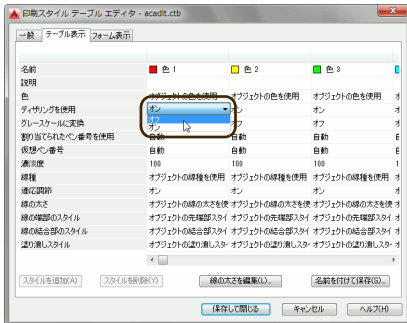 印刷スタイル テーブル エディタ - acadlt.ctb
一般 テーブル表示 フォーム表示
名前 色 1 色 2 色 3
説明
色 オブジェクトの色を使用 オブジェクトの色を使用 オブジェクトの色を使用 オ
ディザリングを使用 オン オン オン オ
オフ
グレースケールに変換 オン オフ オフ オ
割り当てられたペン番号を使用 自動 自動 自動 自
仮想ペン番号 自動 自動 自動 自
濃淡度 100 100 100 1
線種 オブジェクトの線種を使用 オブジェクトの線種を使用 オブジェクトの線種を使用 オ
適応調節 オン オン オン オ
線の太さ オブジェクトの線の太さを使 オブジェクトの線の太さを使 オブジェクトの線の太さを使 オ
線の端部のスタイル オブジェクトの先端部スタイ オブジェクトの先端部スタイ オブジェクトの先端部スタイ オ
線の結合部のスタイル オブジェクトの結合部スタイ オブジェクトの結合部スタイ オブジェクトの結合部スタイ オ
塗り潰しスタイル オブジェクトの塗り潰しスタ オブジェクトの塗り潰しスタ オブジェクトの塗り潰しスタ オ
スタイルを追加(A) スタイルを削除(Y) 線の太さを編集(L)... 名前を付けて保存(S)...
保存して閉じる キャンセル ヘルプ(H)